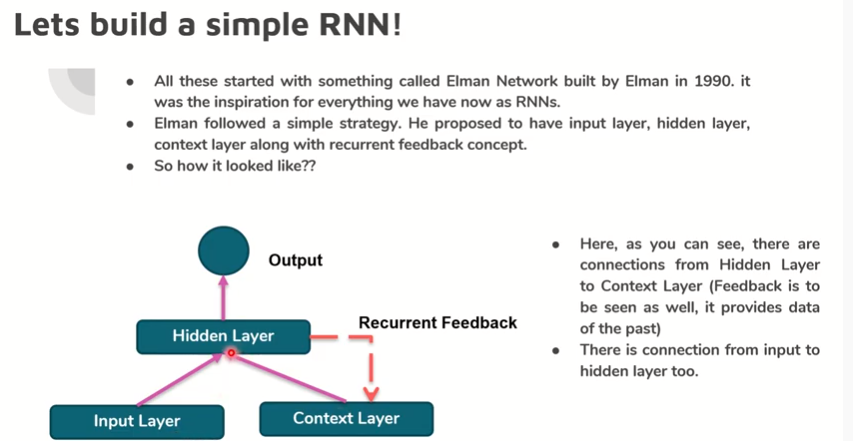 Lets build a simple RNN!
● All these started with something called Elman Network built by Elman in 1990. it
was the inspiration for everything we have now as RNNs.
● Elman followed a simple strategy. He proposed to have input layer, hidden layer,
context layer along with recurrent feedback concept.
● So how it looked like??
Output
Hidden Layer
Recurrent Feedback
Input Layer
Context Layer
● Here, as you can see, there are
connections from Hidden Layer
to Context Layer (Feedback is to
be seen as well, it provides data
of the past)
● There is connection from input to
hidden layer too.